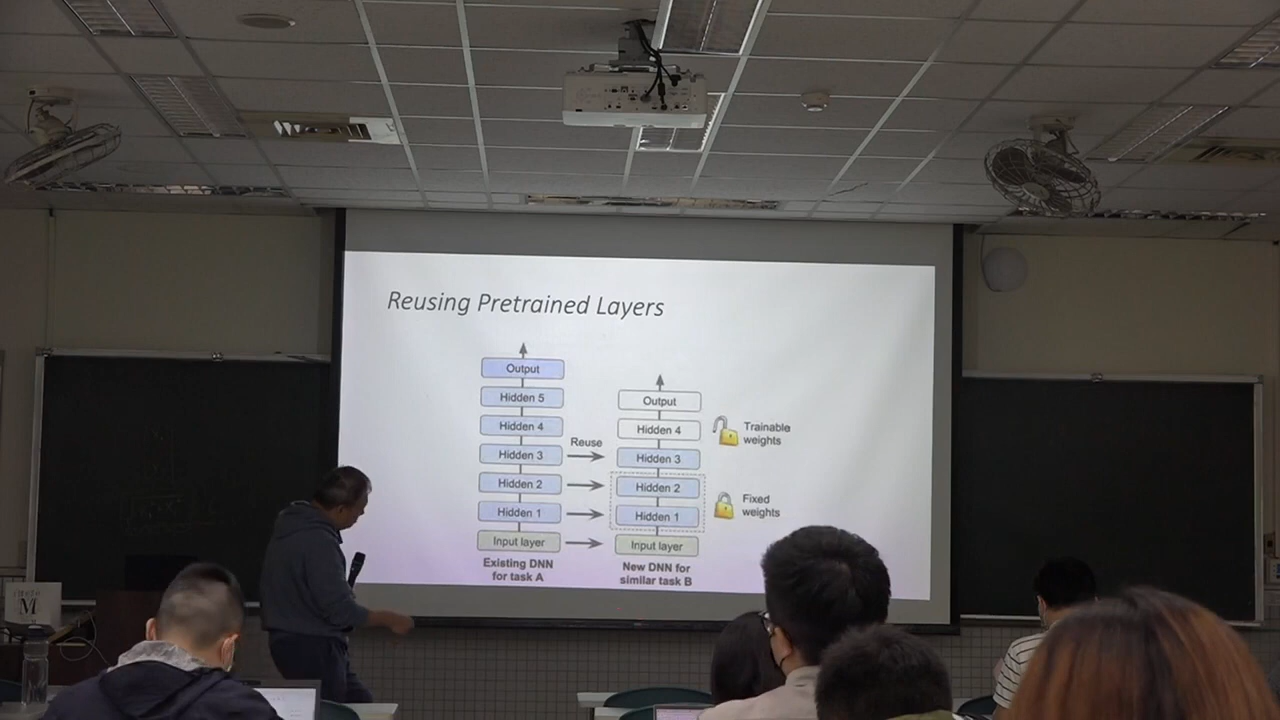 Reusing Pretrained Layers
Output
Hidden 5
Hidden 4
Hidden 3
Hidden 2
Hidden 1
Input layer
Existing DNN
for task A
Reuse
Output
Hidden 4
Hidden 3
Hidden 2
Hidden 1
Input layer
New DNN for
similar task B
Trainable
weights
Fixed
weights
M